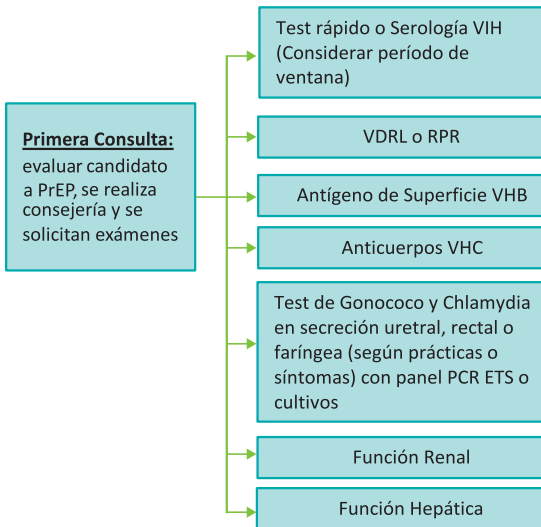 Primera Consulta:
evaluar candidato
a PrEP, se realiza
consejería y se
solicitan exámenes
Test rápido o Serología VIH
(Considerar período de
ventana)
VDRL o RPR
Antígeno de Superficie VHB
Anticuerpos VHC
Test de Gonococo y Chlamydia
en secreción uretral, rectal o
faríngea (según prácticas o
síntomas) con panel PCR ETS o
cultivos
Función Renal
Función Hepática